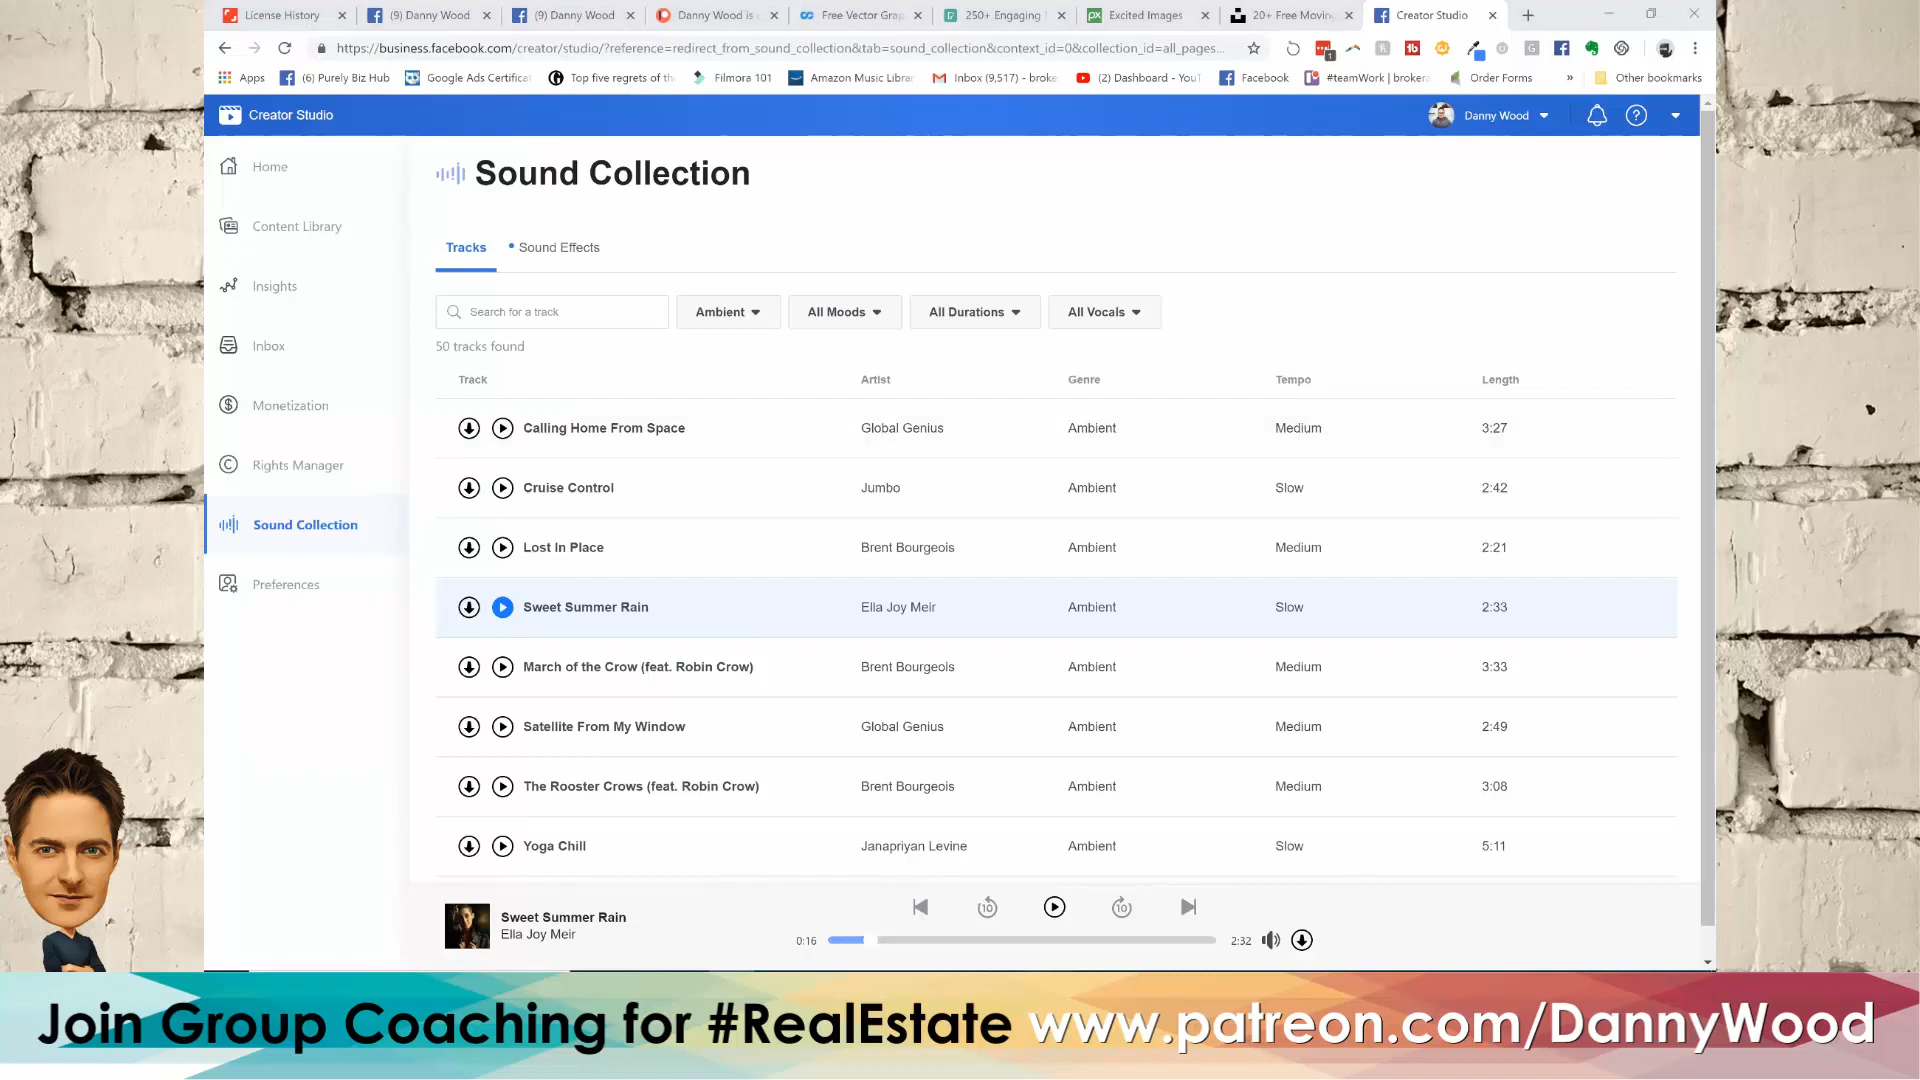 License History
(9) Danny Wood
(9) Danny Wood
Danny Wood is
Free Vector Grap
250+ Engaging
Excited Images
20+ Free Moving
Creator Studio
https://business.facebook.com/creator/studio/?reference=redirect_from_sound_collection&tab=sound_collection&context_id=0&collection_id=all_pages...
Apps
(6) Purely Biz Hub
Google Ads Certificat
Top five regrets of th
Filmora 101
Amazon Music Librar
Inbox (9,517) - broke
(2) Dashboard - YouT
Facebook
#teamWork | brokera
Order Forms
»
Other bookmarks
Creator Studio
Danny Wood
Home
Content Library
Insights
Inbox
Monetization
Rights Manager
Sound Collection
Preferences
Sound Collection
Tracks
Sound Effects
Search for a track
Ambient
All Moods
All Durations
All Vocals
50 tracks found
Track Artist Genre Tempo Length
Calling Home From Space Global Genius Ambient Medium 3:27
Cruise Control Jumbo Ambient Slow 2:42
Lost In Place Brent Bourgeois Ambient Medium 2:21
Sweet Summer Rain Ella Joy Meir Ambient Slow 2:33
March of the Crow (feat. Robin Crow) Brent Bourgeois Ambient Medium 3:33
Satellite From My Window Global Genius Ambient Medium 2:49
The Rooster Crows (feat. Robin Crow) Brent Bourgeois Ambient Medium 3:08
Yoga Chill Janapriyan Levine Ambient Slow 5:11
Sweet Summer Rain
Ella Joy Meir
10
10
0:16
2:32
Join Group Coaching for #RealEstate www.patreon.com/DannyWood